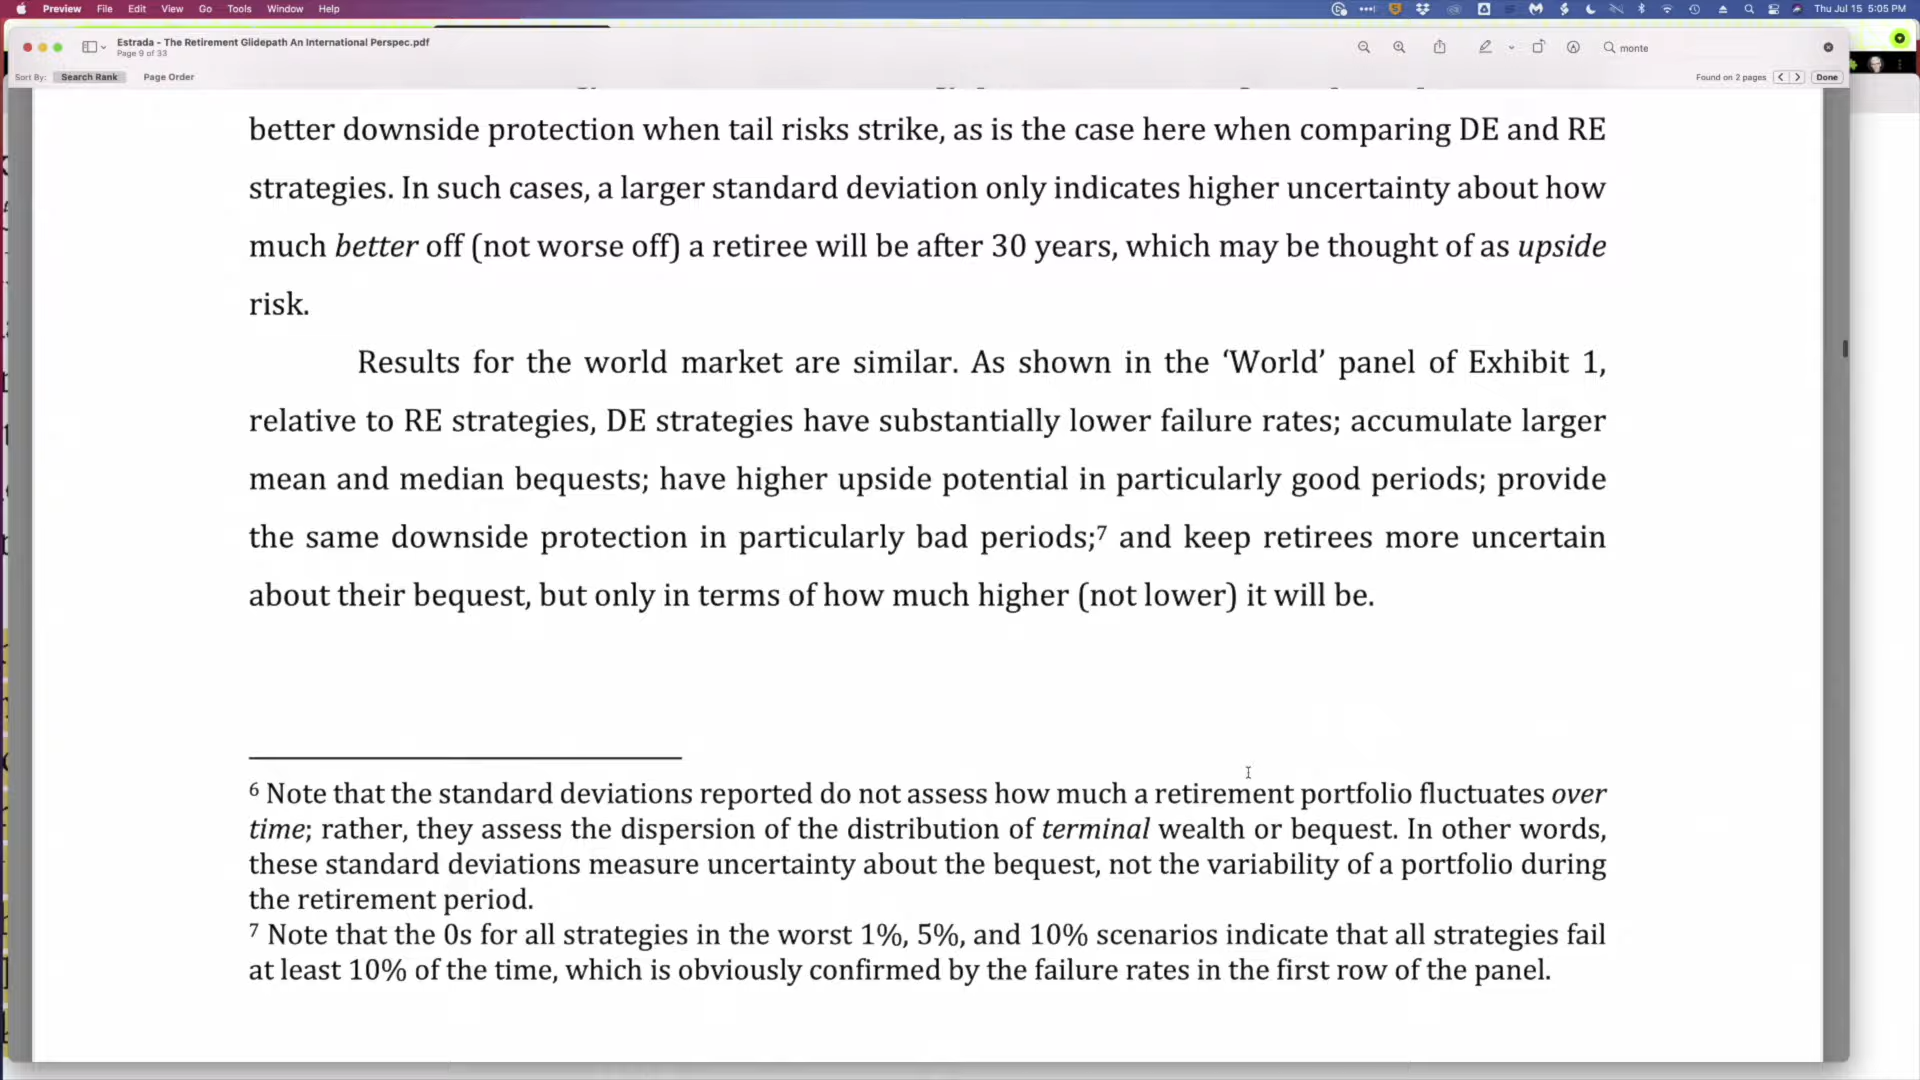 Preview File Edit View Go Tools Window Help Thu Jul 15 5:05 PM
Estrada - The Retirement Glidepath An International Perspec.pdf
Page 9 of 33
monte
Sort By: Search Rank Page Order Found on 2 pages Done
better downside protection when tail risks strike, as is the case here when comparing DE and RE
strategies. In such cases, a larger standard deviation only indicates higher uncertainty about how
much better off (not worse off) a retiree will be after 30 years, which may be thought of as upside
risk.
Results for the world market are similar. As shown in the ‘World’ panel of Exhibit 1,
relative to RE strategies, DE strategies have substantially lower failure rates; accumulate larger
mean and median bequests; have higher upside potential in particularly good periods; provide
the same downside protection in particularly bad periods;⁷ and keep retirees more uncertain
about their bequest, but only in terms of how much higher (not lower) it will be.
⁶ Note that the standard deviations reported do not assess how much a retirement portfolio fluctuates over
time; rather, they assess the dispersion of the distribution of terminal wealth or bequest. In other words,
these standard deviations measure uncertainty about the bequest, not the variability of a portfolio during
the retirement period.
⁷ Note that the 0s for all strategies in the worst 1%, 5%, and 10% scenarios indicate that all strategies fail
at least 10% of the time, which is obviously confirmed by the failure rates in the first row of the panel.